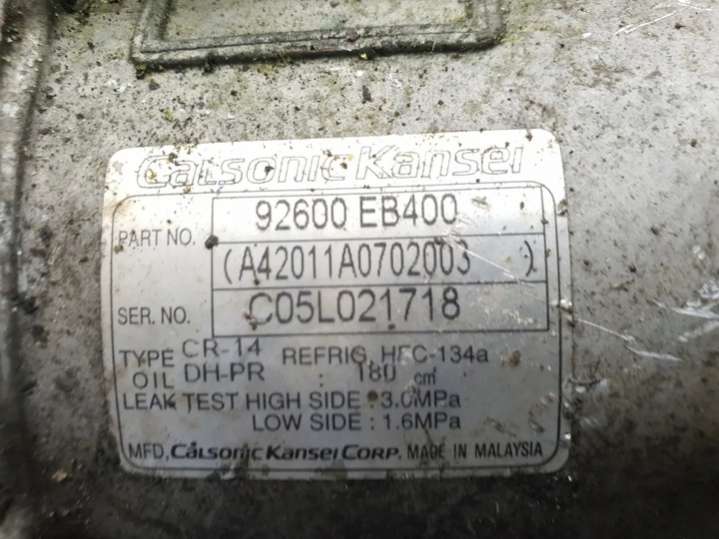 CALSONIC KANSEI
PART NO. 92600 EB400
(A42011A0702003 )
SER. NO. C05L021718
TYPE CR-14 REFRIG. HFC-134a
OIL DH-PR : 180 cm³
LEAK TEST HIGH SIDE : 3.0MPa
LOW SIDE : 1.6MPa
MFD. CALSONIC KANSEI CORP. MADE IN MALAYSIA